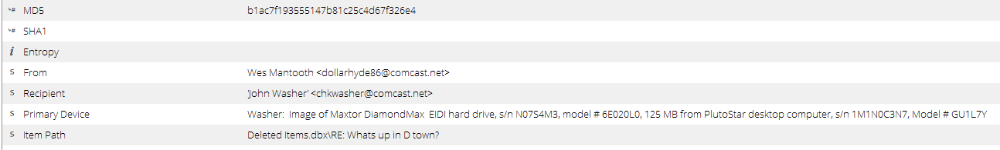 MD5 b1ac7f193555147b81c25c4d67f326e4
SHA1
i Entropy
S From Wes Mantooth <dollarhyde86@comcast.net>
S Recipient 'John Washer' <chkwasher@comcast.net>
S Primary Device Washer:  Image of Maxtor DiamondMax  EIDI hard drive, s/n N07S4M3, model # 6E020L0, 125 MB from PlutoStar desktop computer, s/n 1M1N0C3N7, Model # GU1L7Y
S Item Path Deleted Items.dbx\RE: Whats up in D town?